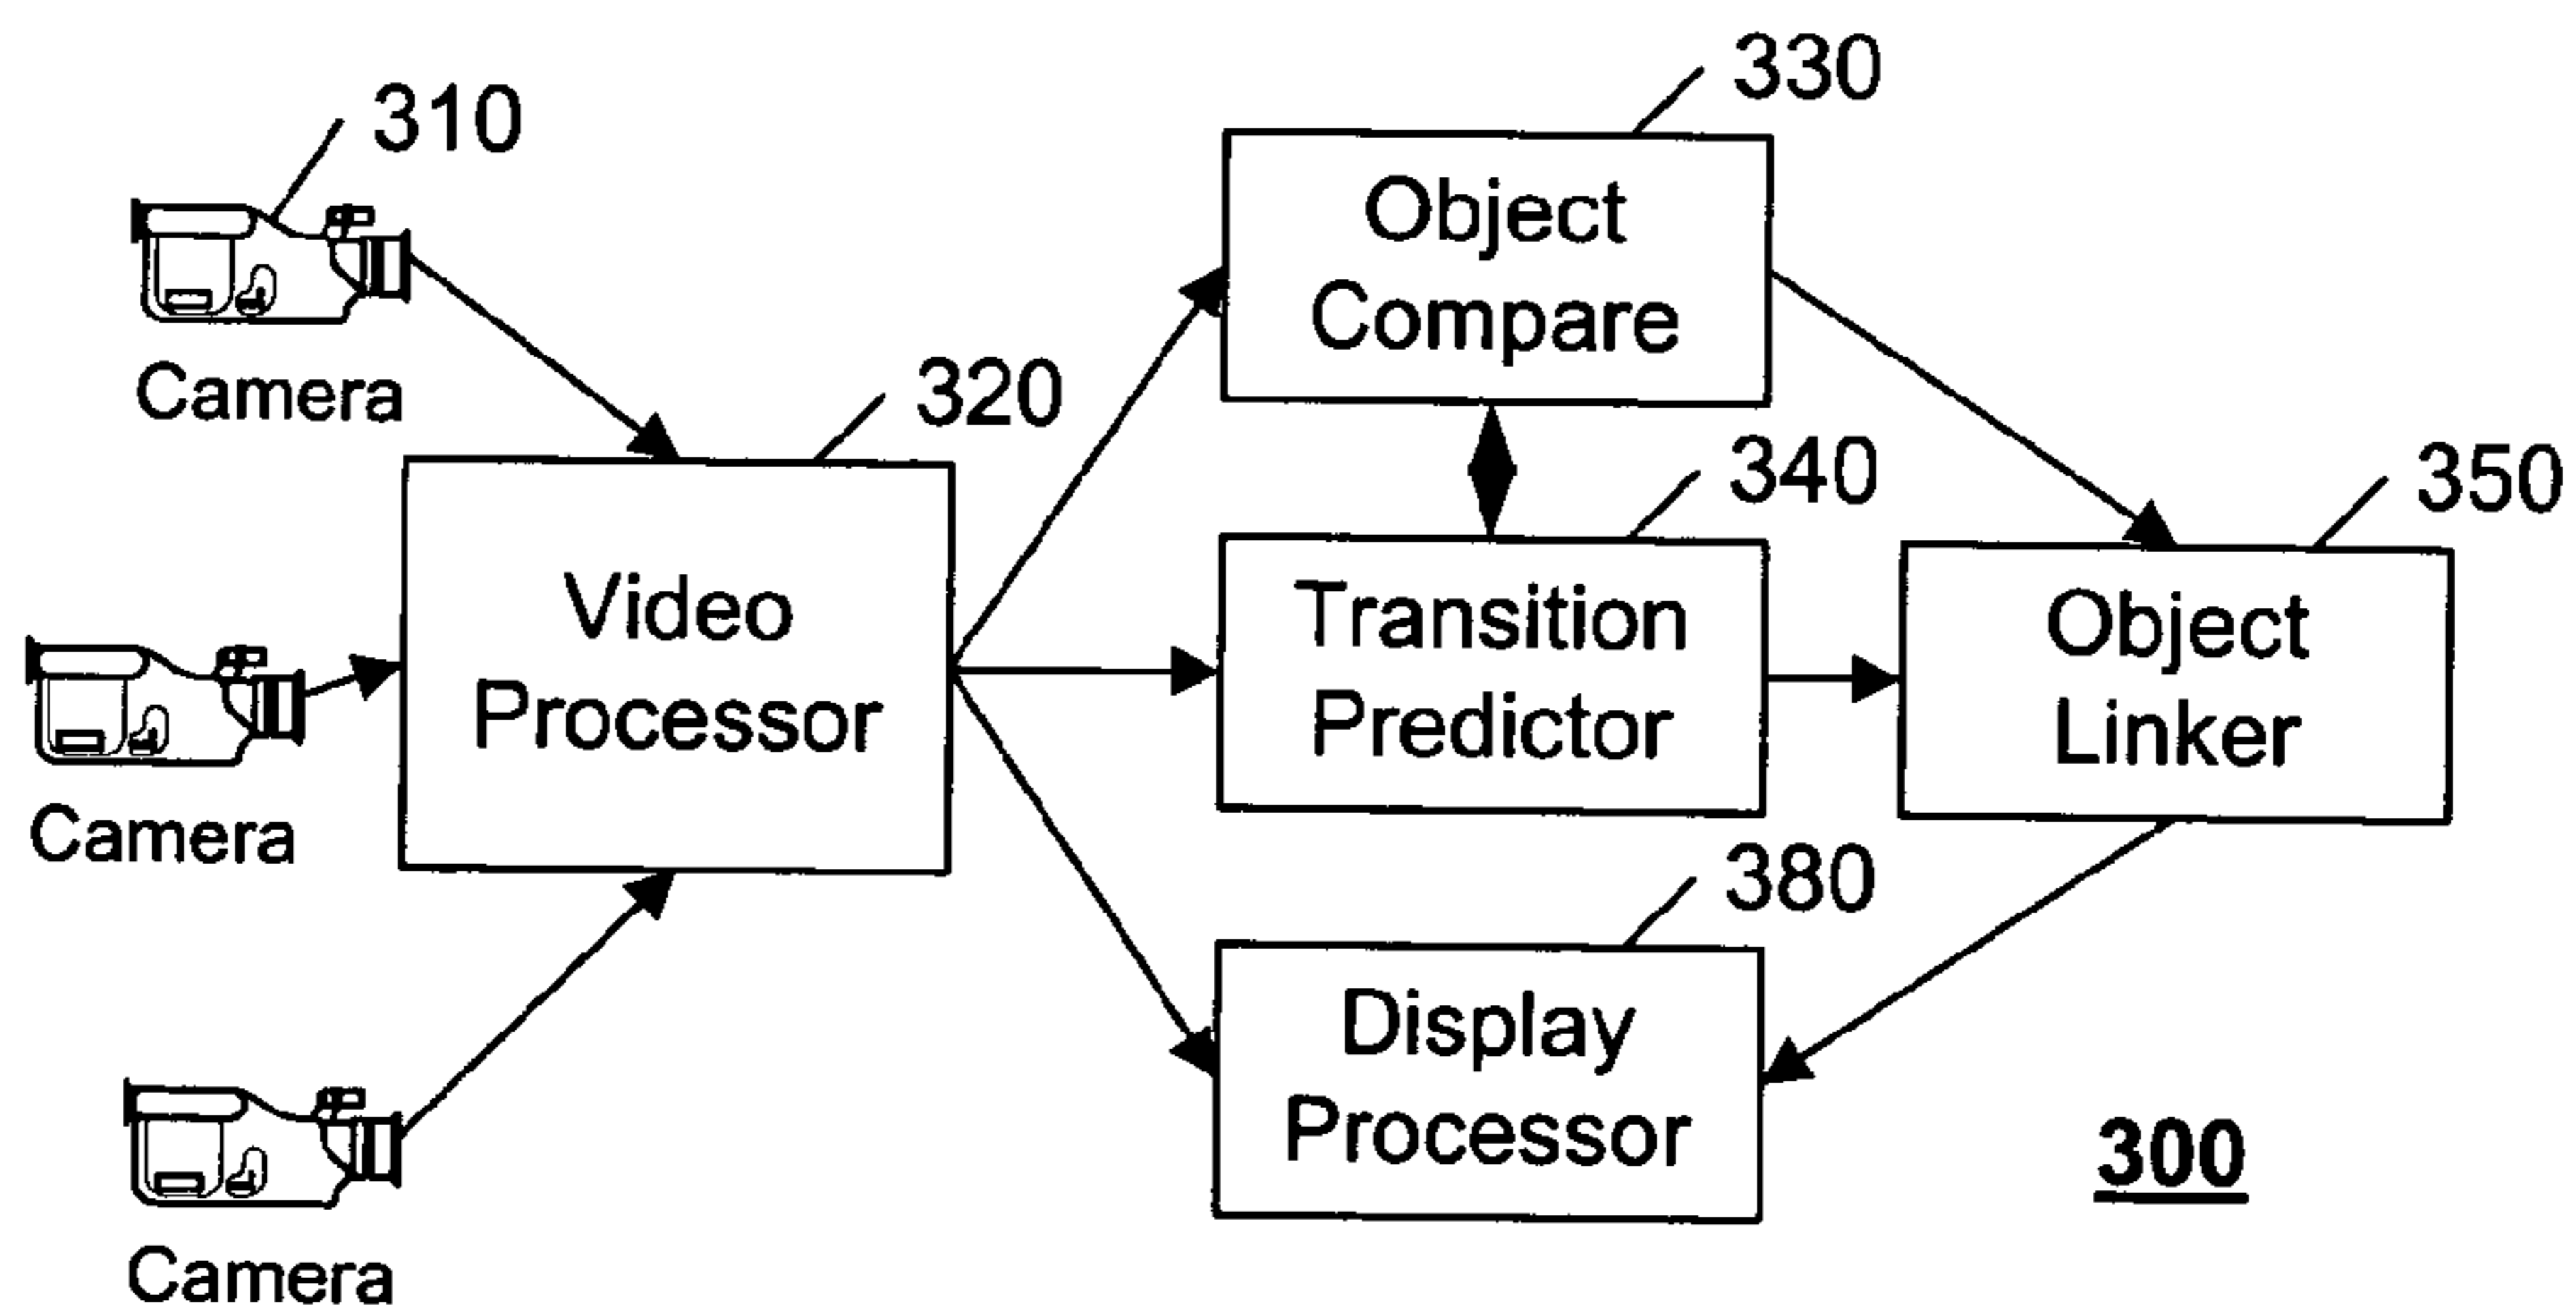 310
Camera
320
Video
Processor
Camera
Camera
330
Object
Compare
340
Transition
Predictor
350
Object
Linker
380
Display
Processor
300